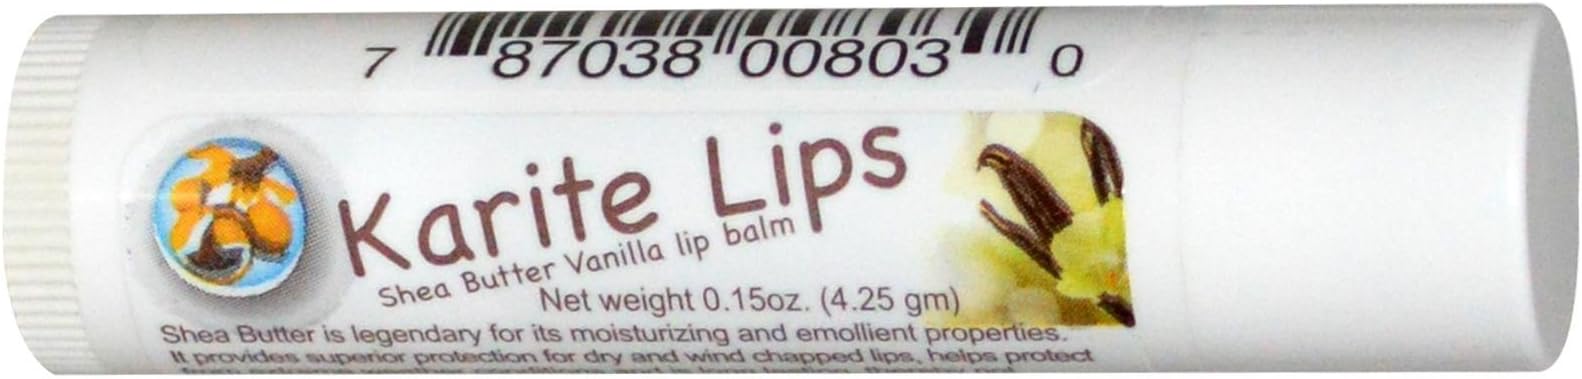 7 87038 00803 0
Karite Lips
Shea Butter Vanilla lip balm
Net weight 0.15oz. (4.25 gm)
Shea Butter is legendary for its moisturizing and emollient properties.
It provides superior protection for dry and wind chapped lips, helps protect